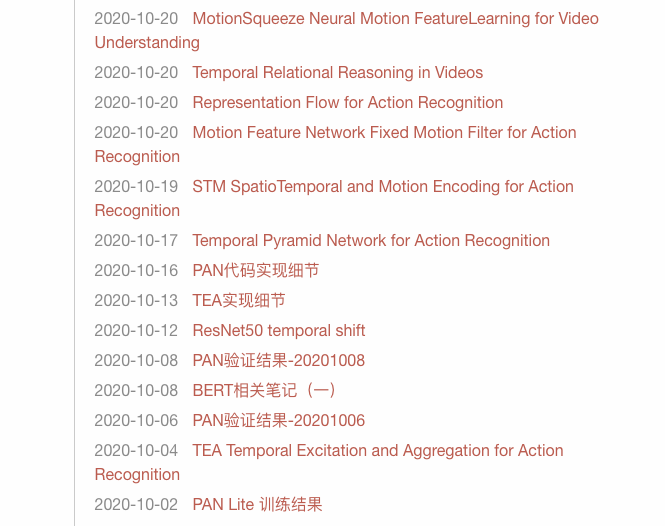 2020-10-20 MotionSqueeze Neural Motion FeatureLearning for Video
Understanding
2020-10-20 Temporal Relational Reasoning in Videos
2020-10-20 Representation Flow for Action Recognition
2020-10-20 Motion Feature Network Fixed Motion Filter for Action
Recognition
2020-10-19 STM SpatioTemporal and Motion Encoding for Action
Recognition
2020-10-17 Temporal Pyramid Network for Action Recognition
2020-10-16 PAN代码实现细节
2020-10-13 TEA实现细节
2020-10-12 ResNet50 temporal shift
2020-10-08 PAN验证结果-20201008
2020-10-08 BERT相关笔记（一）
2020-10-06 PAN验证结果-20201006
2020-10-04 TEA Temporal Excitation and Aggregation for Action
Recognition
2020-10-02 PAN Lite 训练结果